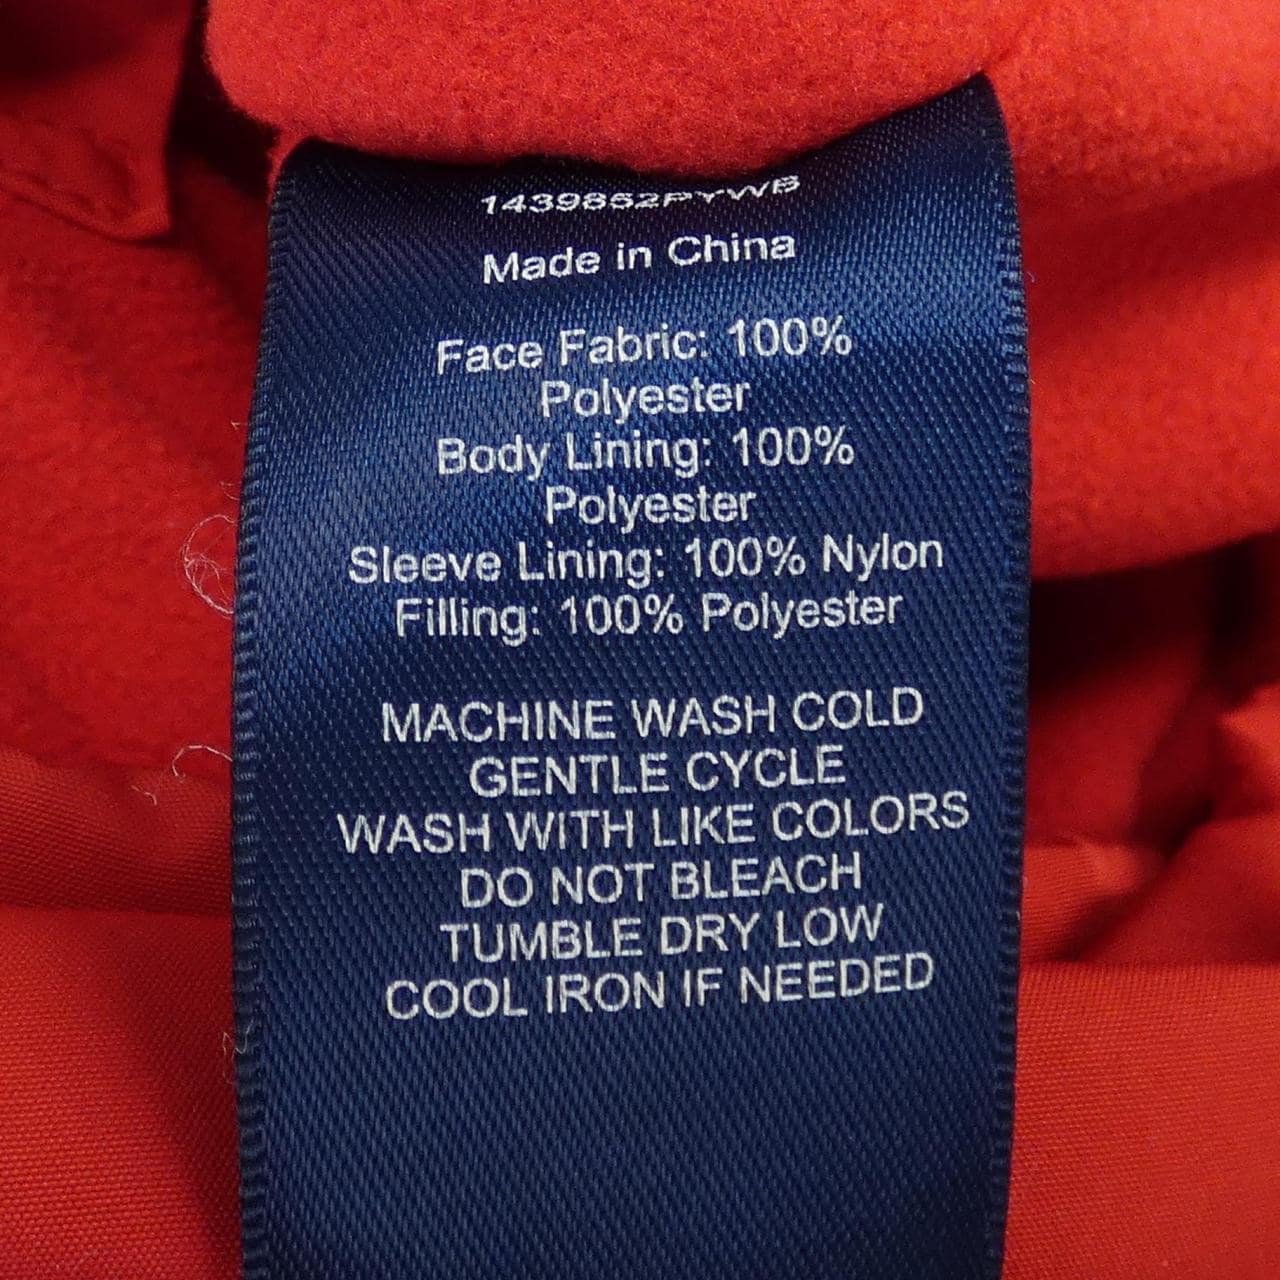 1439852PYWB
Made in China
Face Fabric: 100%
Polyester
Body Lining: 100%
Polyester
Sleeve Lining: 100% Nylon
Filling: 100% Polyester
MACHINE WASH COLD
GENTLE CYCLE
WASH WITH LIKE COLORS
DO NOT BLEACH
TUMBLE DRY LOW
COOL IRON IF NEEDED